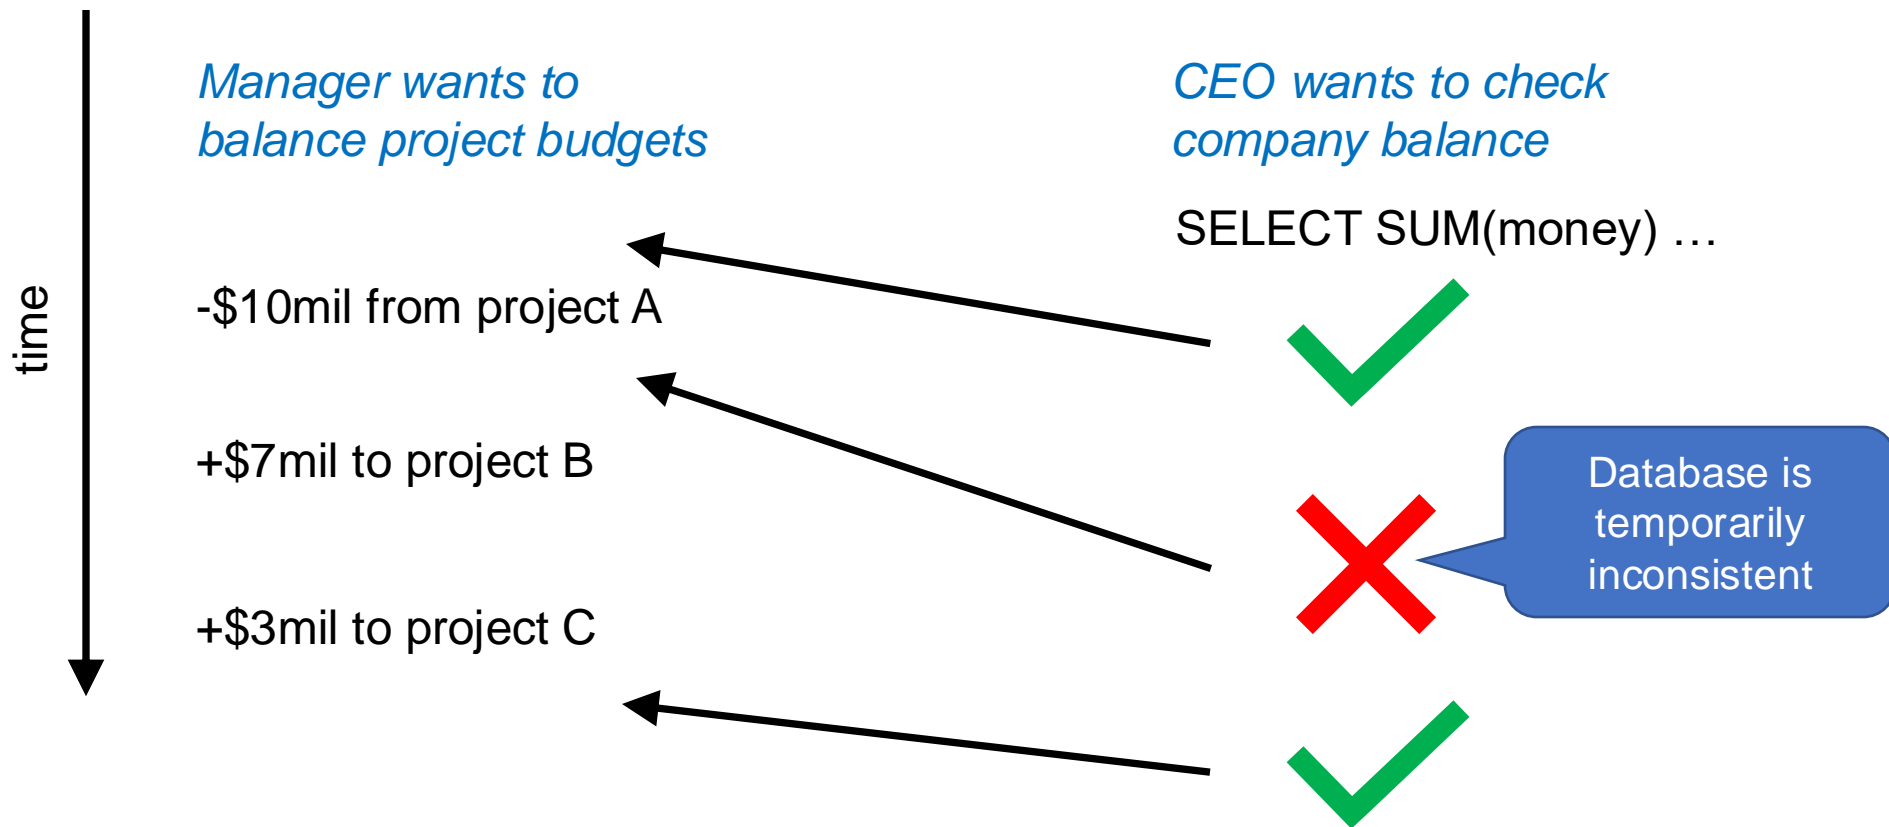 time
Manager wants to
balance project budgets
-$10mil from project A
+$7mil to project B
+$3mil to project C
CEO wants to check
company balance
SELECT SUM(money) …
Database is
temporarily
inconsistent